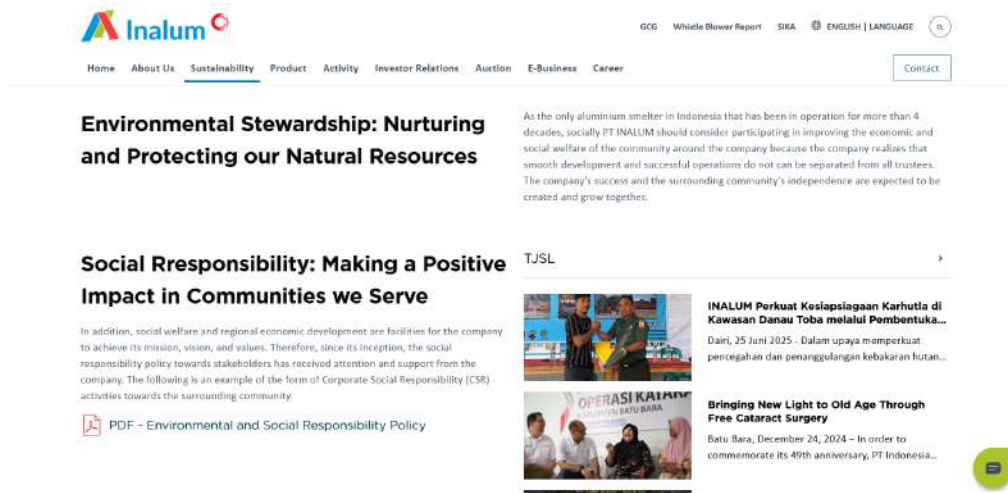 Inalum
GCG Whistle Blower Report SIKA ENGLISH | LANGUAGE
Home About Us Sustainability Product Activity Investor Relations Auction E-Business Career Contact
Environmental Stewardship: Nurturing
and Protecting our Natural Resources
As the only aluminium smelter in Indonesia that has been in operation for more than 4
decades, socially PT INALUM should consider participating in improving the economic and
social welfare of the community around the company because the company realizes that
smooth development and successful operations do not can be separated from all trustees.
The company's success and the surrounding community's independence are expected to be
created and grow together.
Social Rresponsibility: Making a Positive
Impact in Communities we Serve
In addition, social welfare and regional economic development are facilities for the company
to achieve its mission, vision, and values. Therefore, since its inception, the social
responsibility policy towards stakeholders has received attention and support from the
company. The following is an example of the form of Corporate Social Responsibility (CSR)
activities towards the surrounding community.
PDF - Environmental and Social Responsibility Policy
TJSL
INALUM Perkuat Kesiapsiagaan Karhutla di
Kawasan Danau Toba melalui Pembentuka...
Dairi, 25 Juni 2025 - Dalam upaya memperkuat
pencegahan dan penanggulangan kebakaran hutan...
OPERASI KATARA
BATU BARA
Bringing New Light to Old Age Through
Free Cataract Surgery
Batu Bara, December 24, 2024 – In order to
commemorate its 49th anniversary, PT Indonesia...